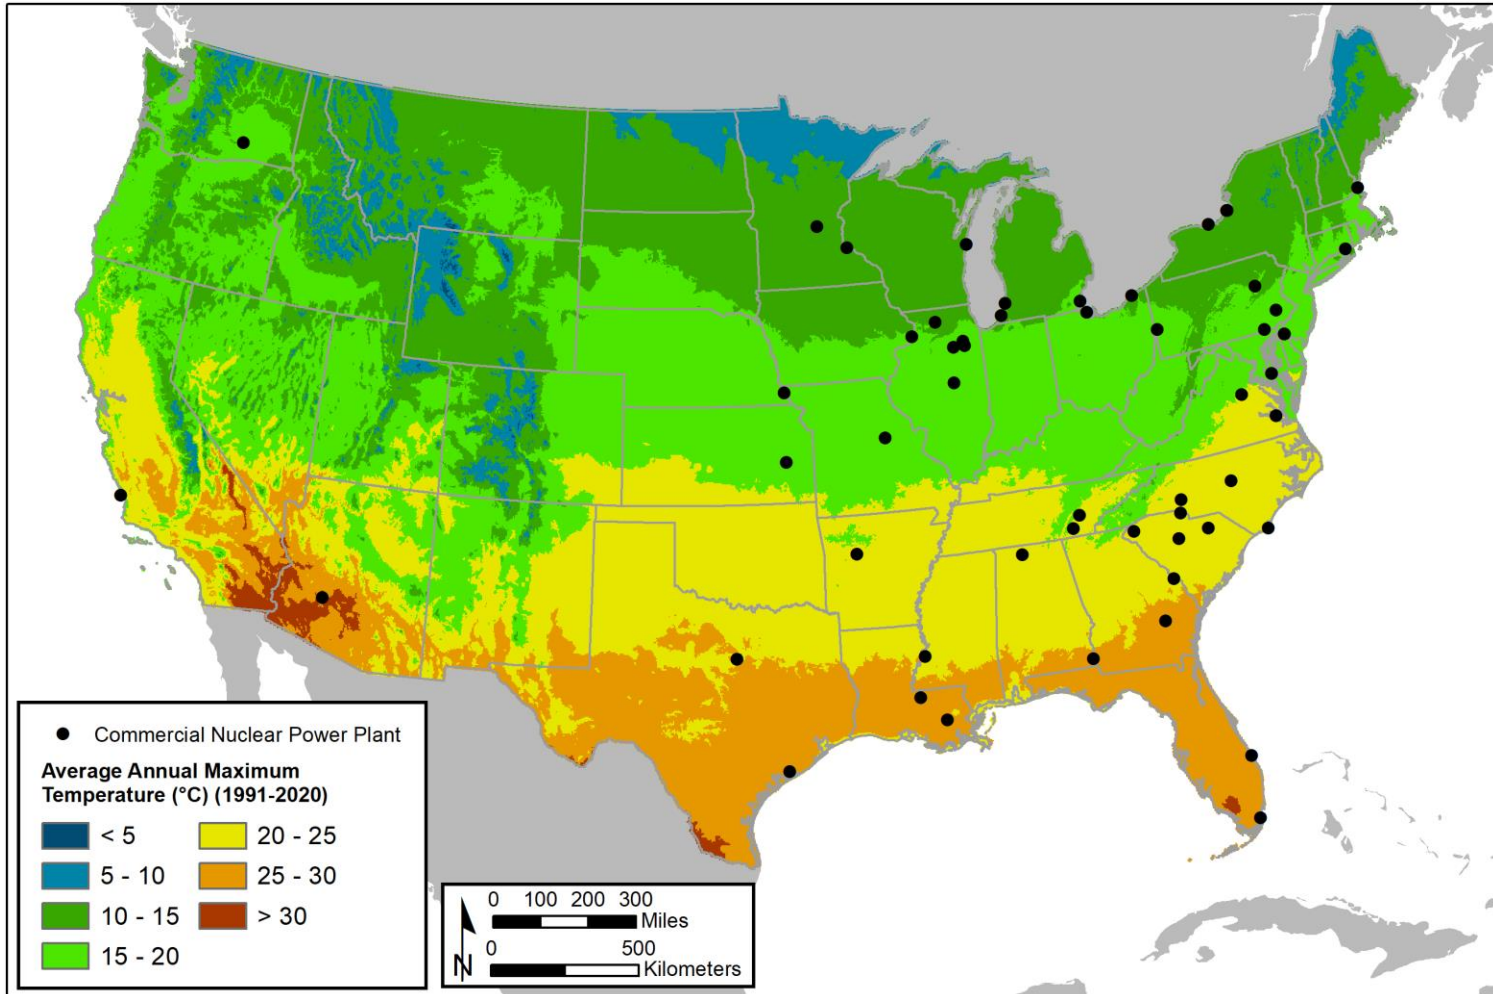 Commercial Nuclear Power Plant
Average Annual Maximum
Temperature (°C) (1991-2020)
< 5
5 - 10
10 - 15
15 - 20
20 - 25
25 - 30
> 30
N
0 100 200 300
Miles
0 500
Kilometers